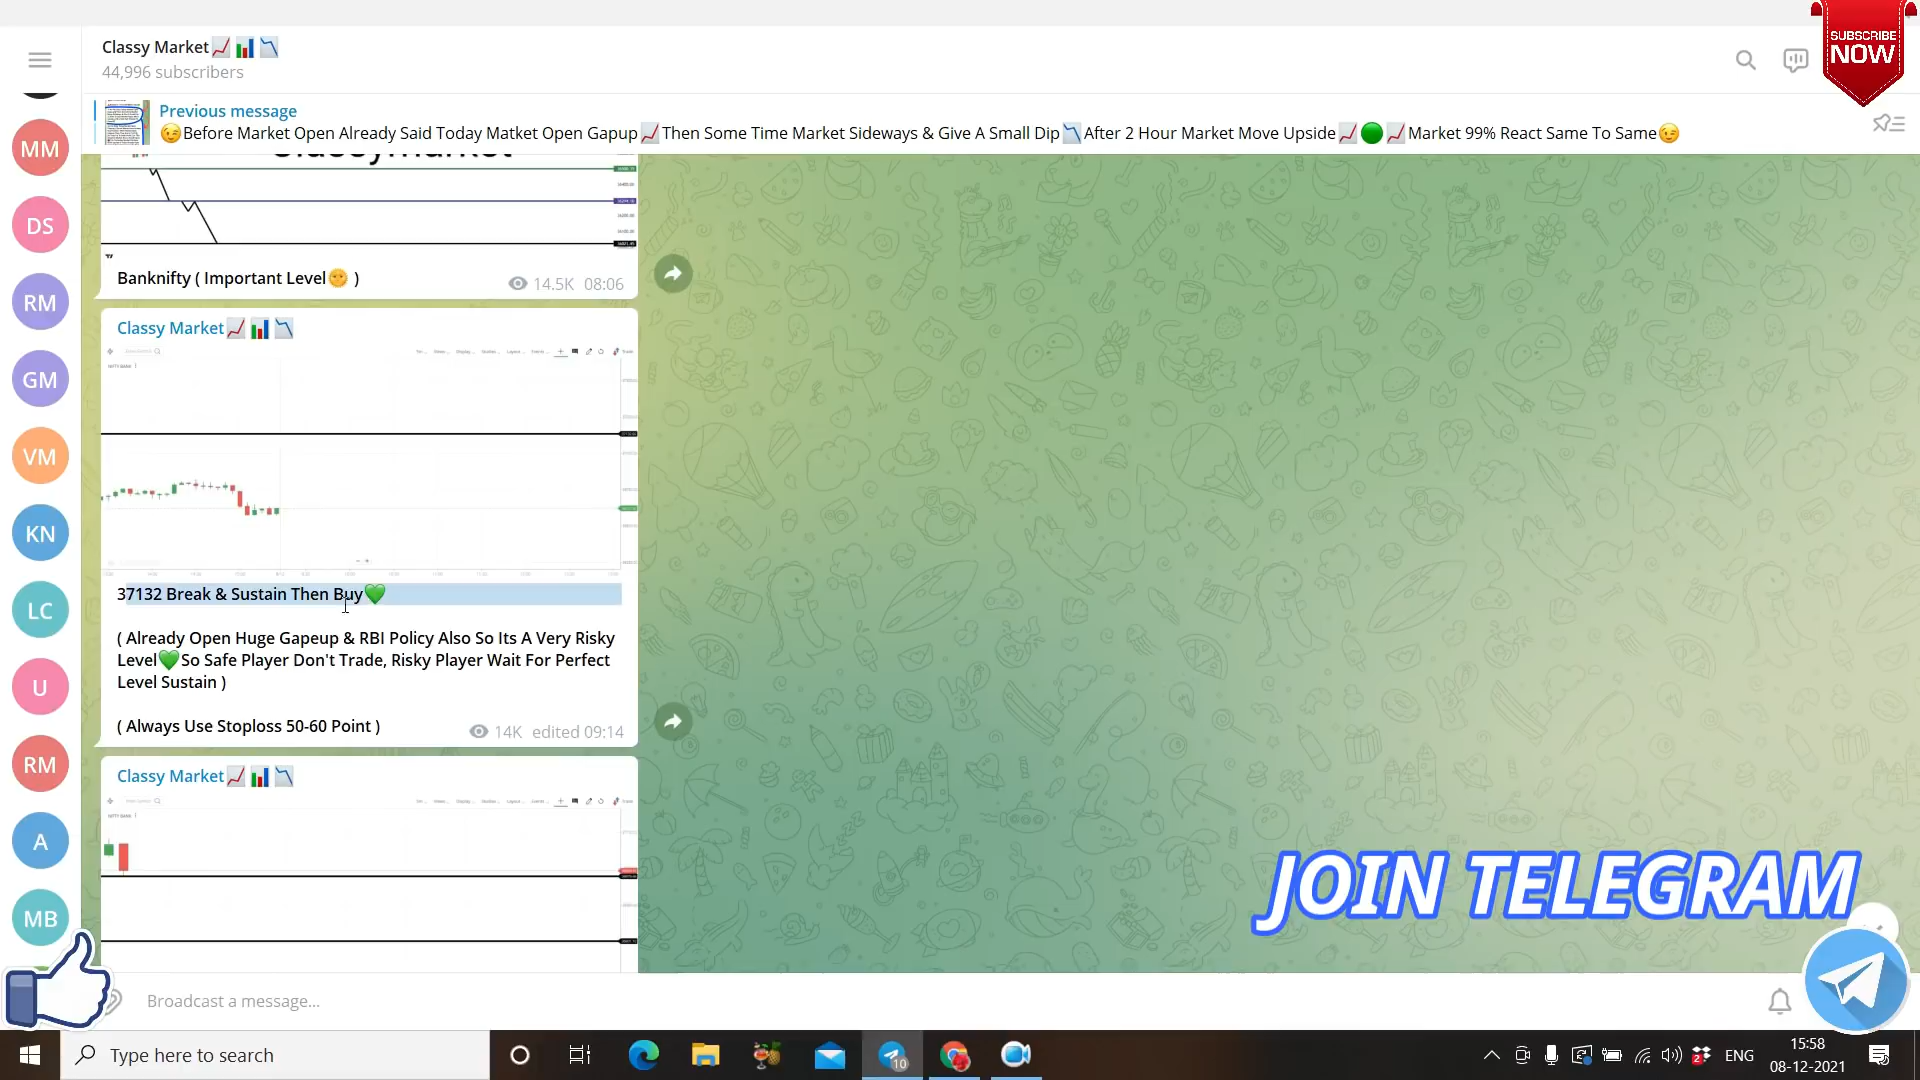 Classy Market📈📊📉
44,996 subscribers
SUBSCRIBE
NOW
Previous message
😉Before Market Open Already Said Today Matket Open Gapup📈Then Some Time Market Sideways & Give A Small Dip📉After 2 Hour Market Move Upside📈🟢📈Market 99% React Same To Same😉
MM
DS
RM
GM
VM
KN
LC
U
RM
A
MB
Banknifty ( Important Level🌝 )
14.5K 08:06
Classy Market📈📊📉
37132 Break & Sustain Then Buy💚
( Already Open Huge Gapeup & RBI Policy Also So Its A Very Risky
Level💚So Safe Player Don't Trade, Risky Player Wait For Perfect
Level Sustain )
( Always Use Stoploss 50-60 Point )
14K edited 09:14
Classy Market📈📊📉
JOIN TELEGRAM
Broadcast a message...
Type here to search
10
2
ENG
15:58
08-12-2021